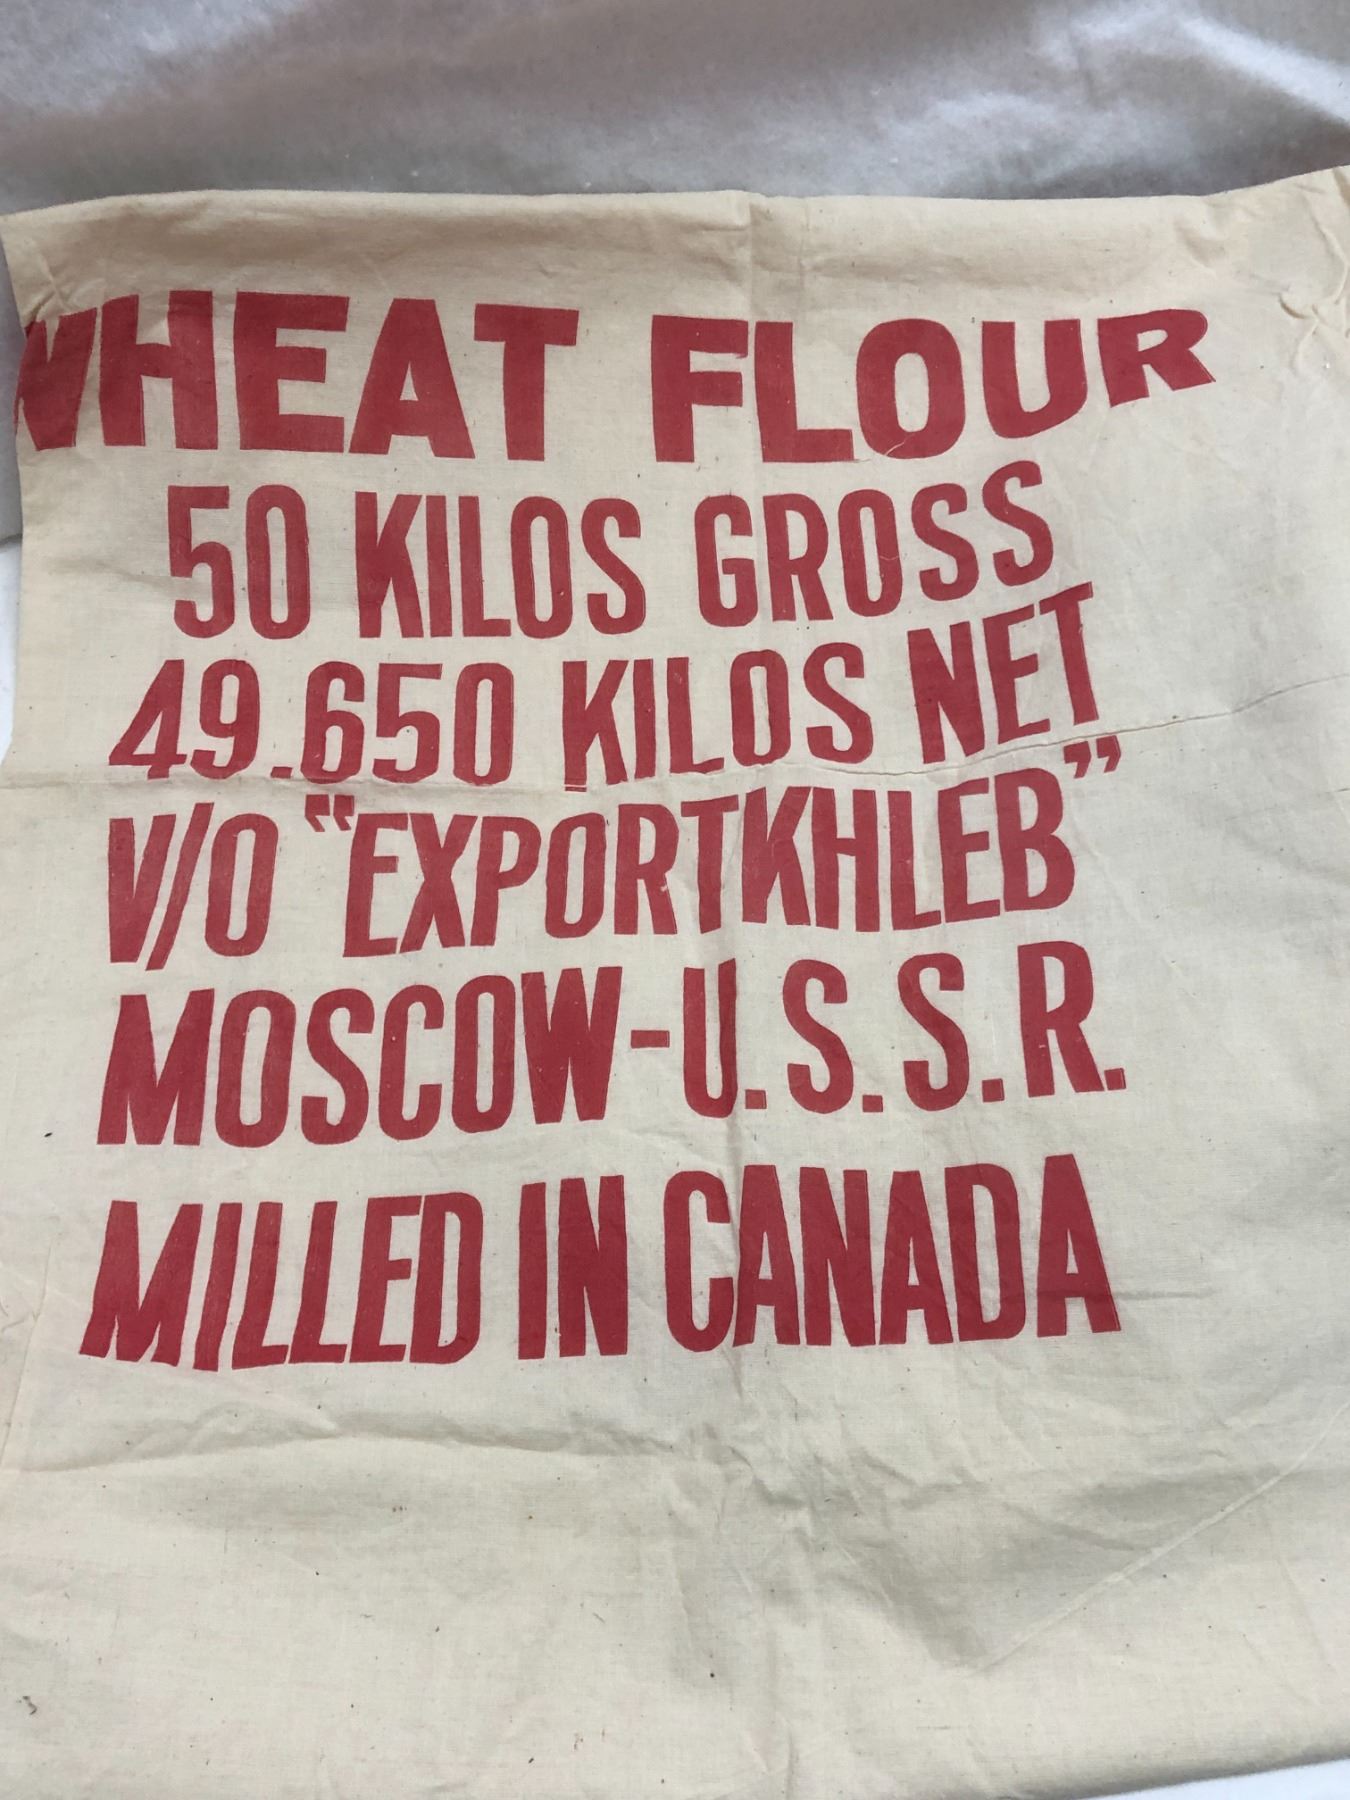 WHEAT FLOUR
50 KILOS GROSS
49.650 KILOS NET
V/O "EXPORTKHLEB"
MOSCOW-U.S.S.R.
MILLED IN CANADA